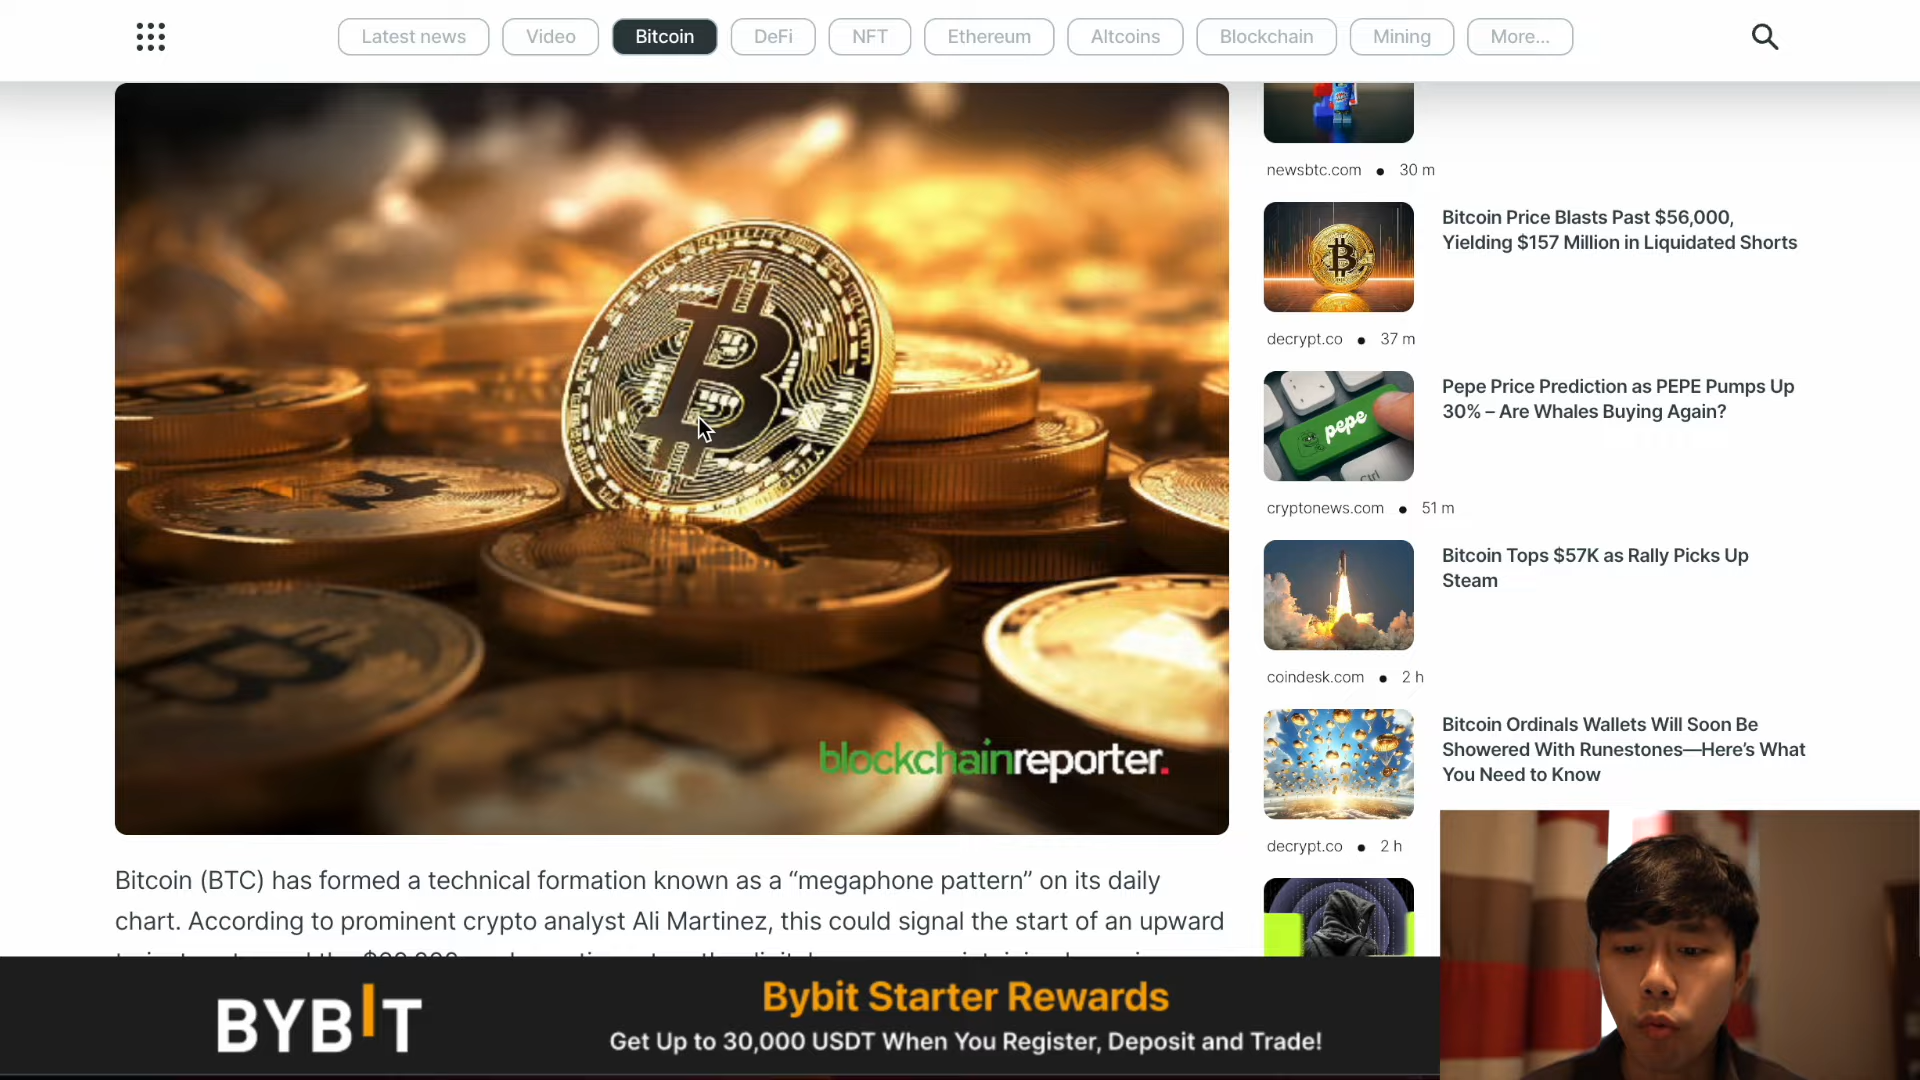 Latest news
Video
Bitcoin
DeFi
NFT
Ethereum
Altcoins
Blockchain
Mining
More...
newsbtc.com • 30 m
Bitcoin Price Blasts Past $56,000,
Yielding $157 Million in Liquidated Shorts
decrypt.co • 37 m
pepe
Ctrl
Pepe Price Prediction as PEPE Pumps Up
30% – Are Whales Buying Again?
cryptonews.com • 51 m
Bitcoin Tops $57K as Rally Picks Up
Steam
coindesk.com • 2 h
Bitcoin Ordinals Wallets Will Soon Be
Showered With Runestones—Here's What
You Need to Know
decrypt.co • 2 h
blockchainreporter.
Bitcoin (BTC) has formed a technical formation known as a “megaphone pattern” on its daily
chart. According to prominent crypto analyst Ali Martinez, this could signal the start of an upward
BYBIT
Bybit Starter Rewards
Get Up to 30,000 USDT When You Register, Deposit and Trade!